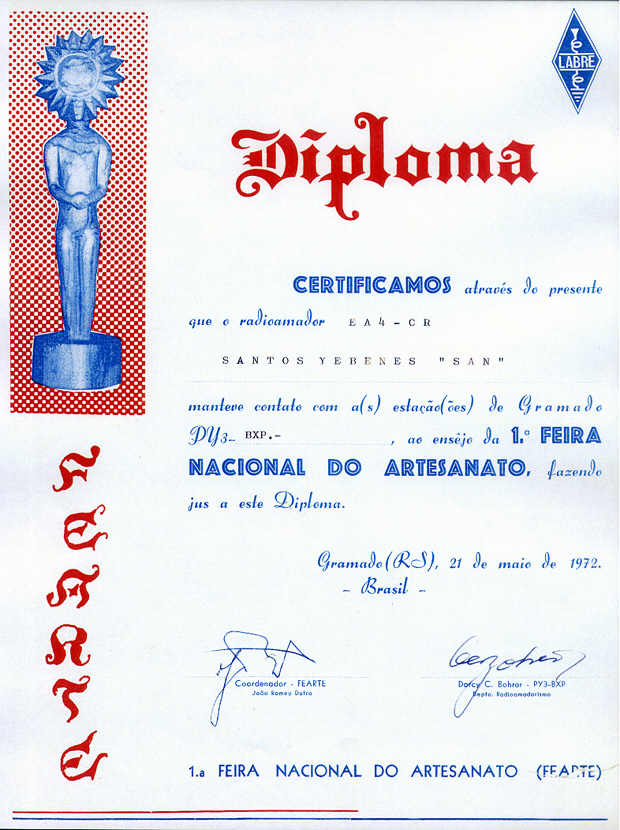 LABRE
Diploma
CERTIFICAMOS através do presente
que o radioamador EA4-CR
SANTOS YEBENES "SAN"
manteve contato com a(s) estação(ões) de Gramado
PY3- BXP.- , ao ensêjo da 1.º FEIRA
NACIONAL DO ARTESANATO, fazendo
jus a este Diploma.
Gramado (RS), 21 de maio de 1972.
- Brasil -
FEARTE
Coordenador - FEARTE
João Romeu Dutra
Darcy C. Bohrer - PY3-BXP
Depto. Radioamadorismo
1.a FEIRA NACIONAL DO ARTESANATO (FEARTE)